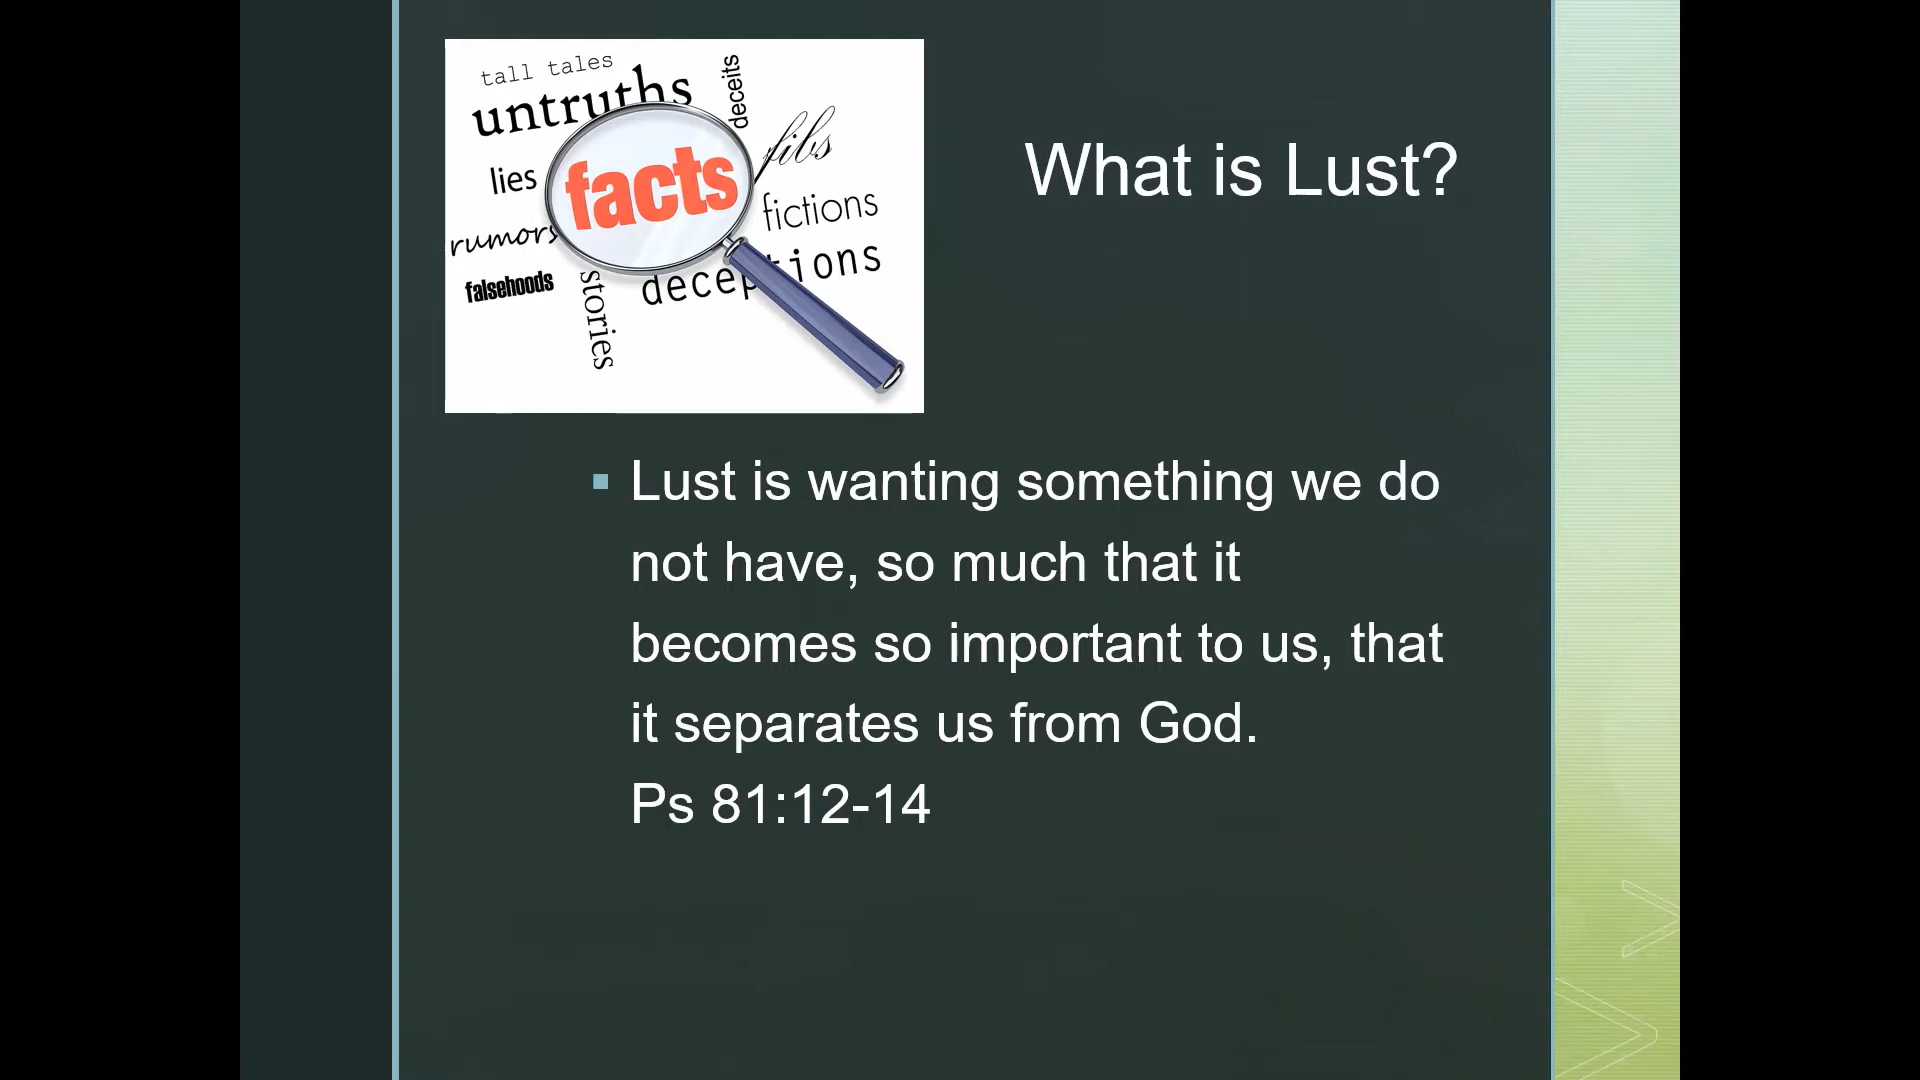 tall tales
untruths
deceits
fibs
lies
facts
fictions
rumors
deceptions
falsehoods
stories
What is Lust?
Lust is wanting something we do
not have, so much that it
becomes so important to us, that
it separates us from God.
Ps 81:12-14